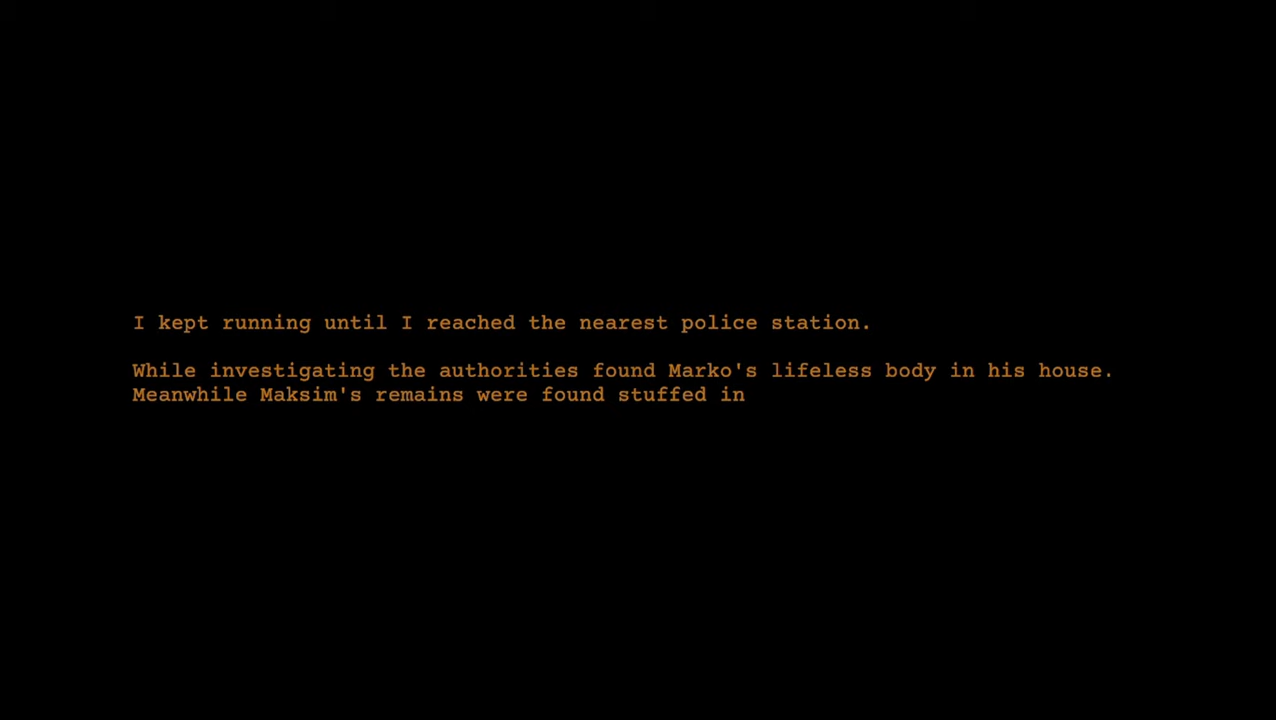 I kept running until I reached the nearest police station.
While investigating the authorities found Marko's lifeless body in his house.
Meanwhile Maksim's remains were found stuffed in